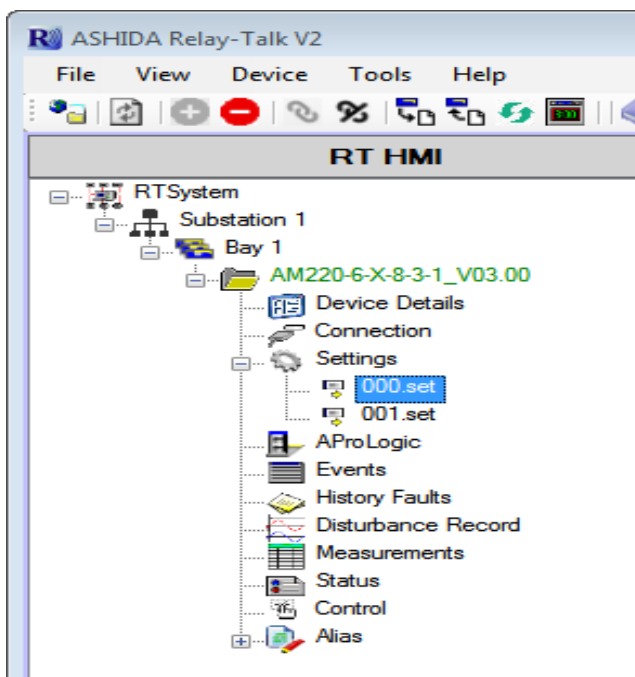 ASHIDA Relay-Talk V2
File View Device Tools Help
RT HMI
RTSystem
Substation 1
Bay 1
AM220-6-X-8-3-1_V03.00
Device Details
Connection
Settings
000.set
001.set
AProLogic
Events
History Faults
Disturbance Record
Measurements
Status
Control
Alias